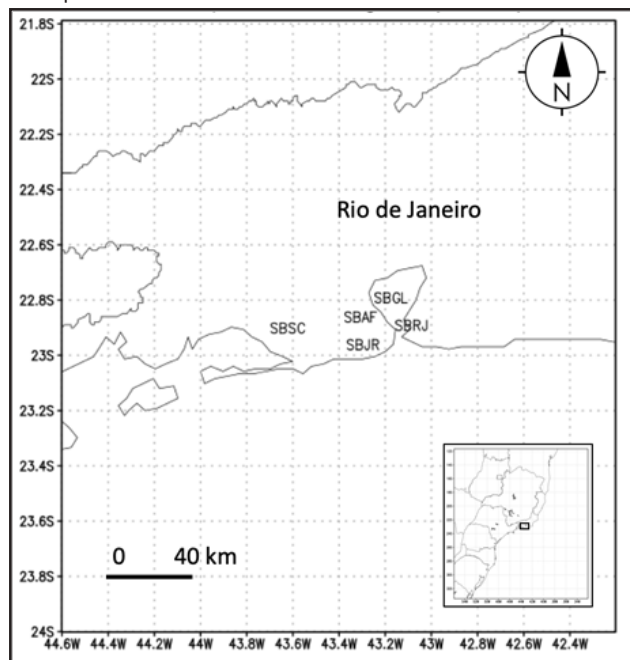 21.8S
22S
N
22.2S
22.4S
Rio de Janeiro
22.6S
22.8S
SBGL
SBAF
SBRJ
SBSC
SBJR
23S
23.2S
23.4S
23.6S
0 40 km
23.8S
24S
44.6W 44.4W 44.2W 44W 43.8W 43.6W 43.4W 43.2W 43W 42.8W 42.6W 42.4W